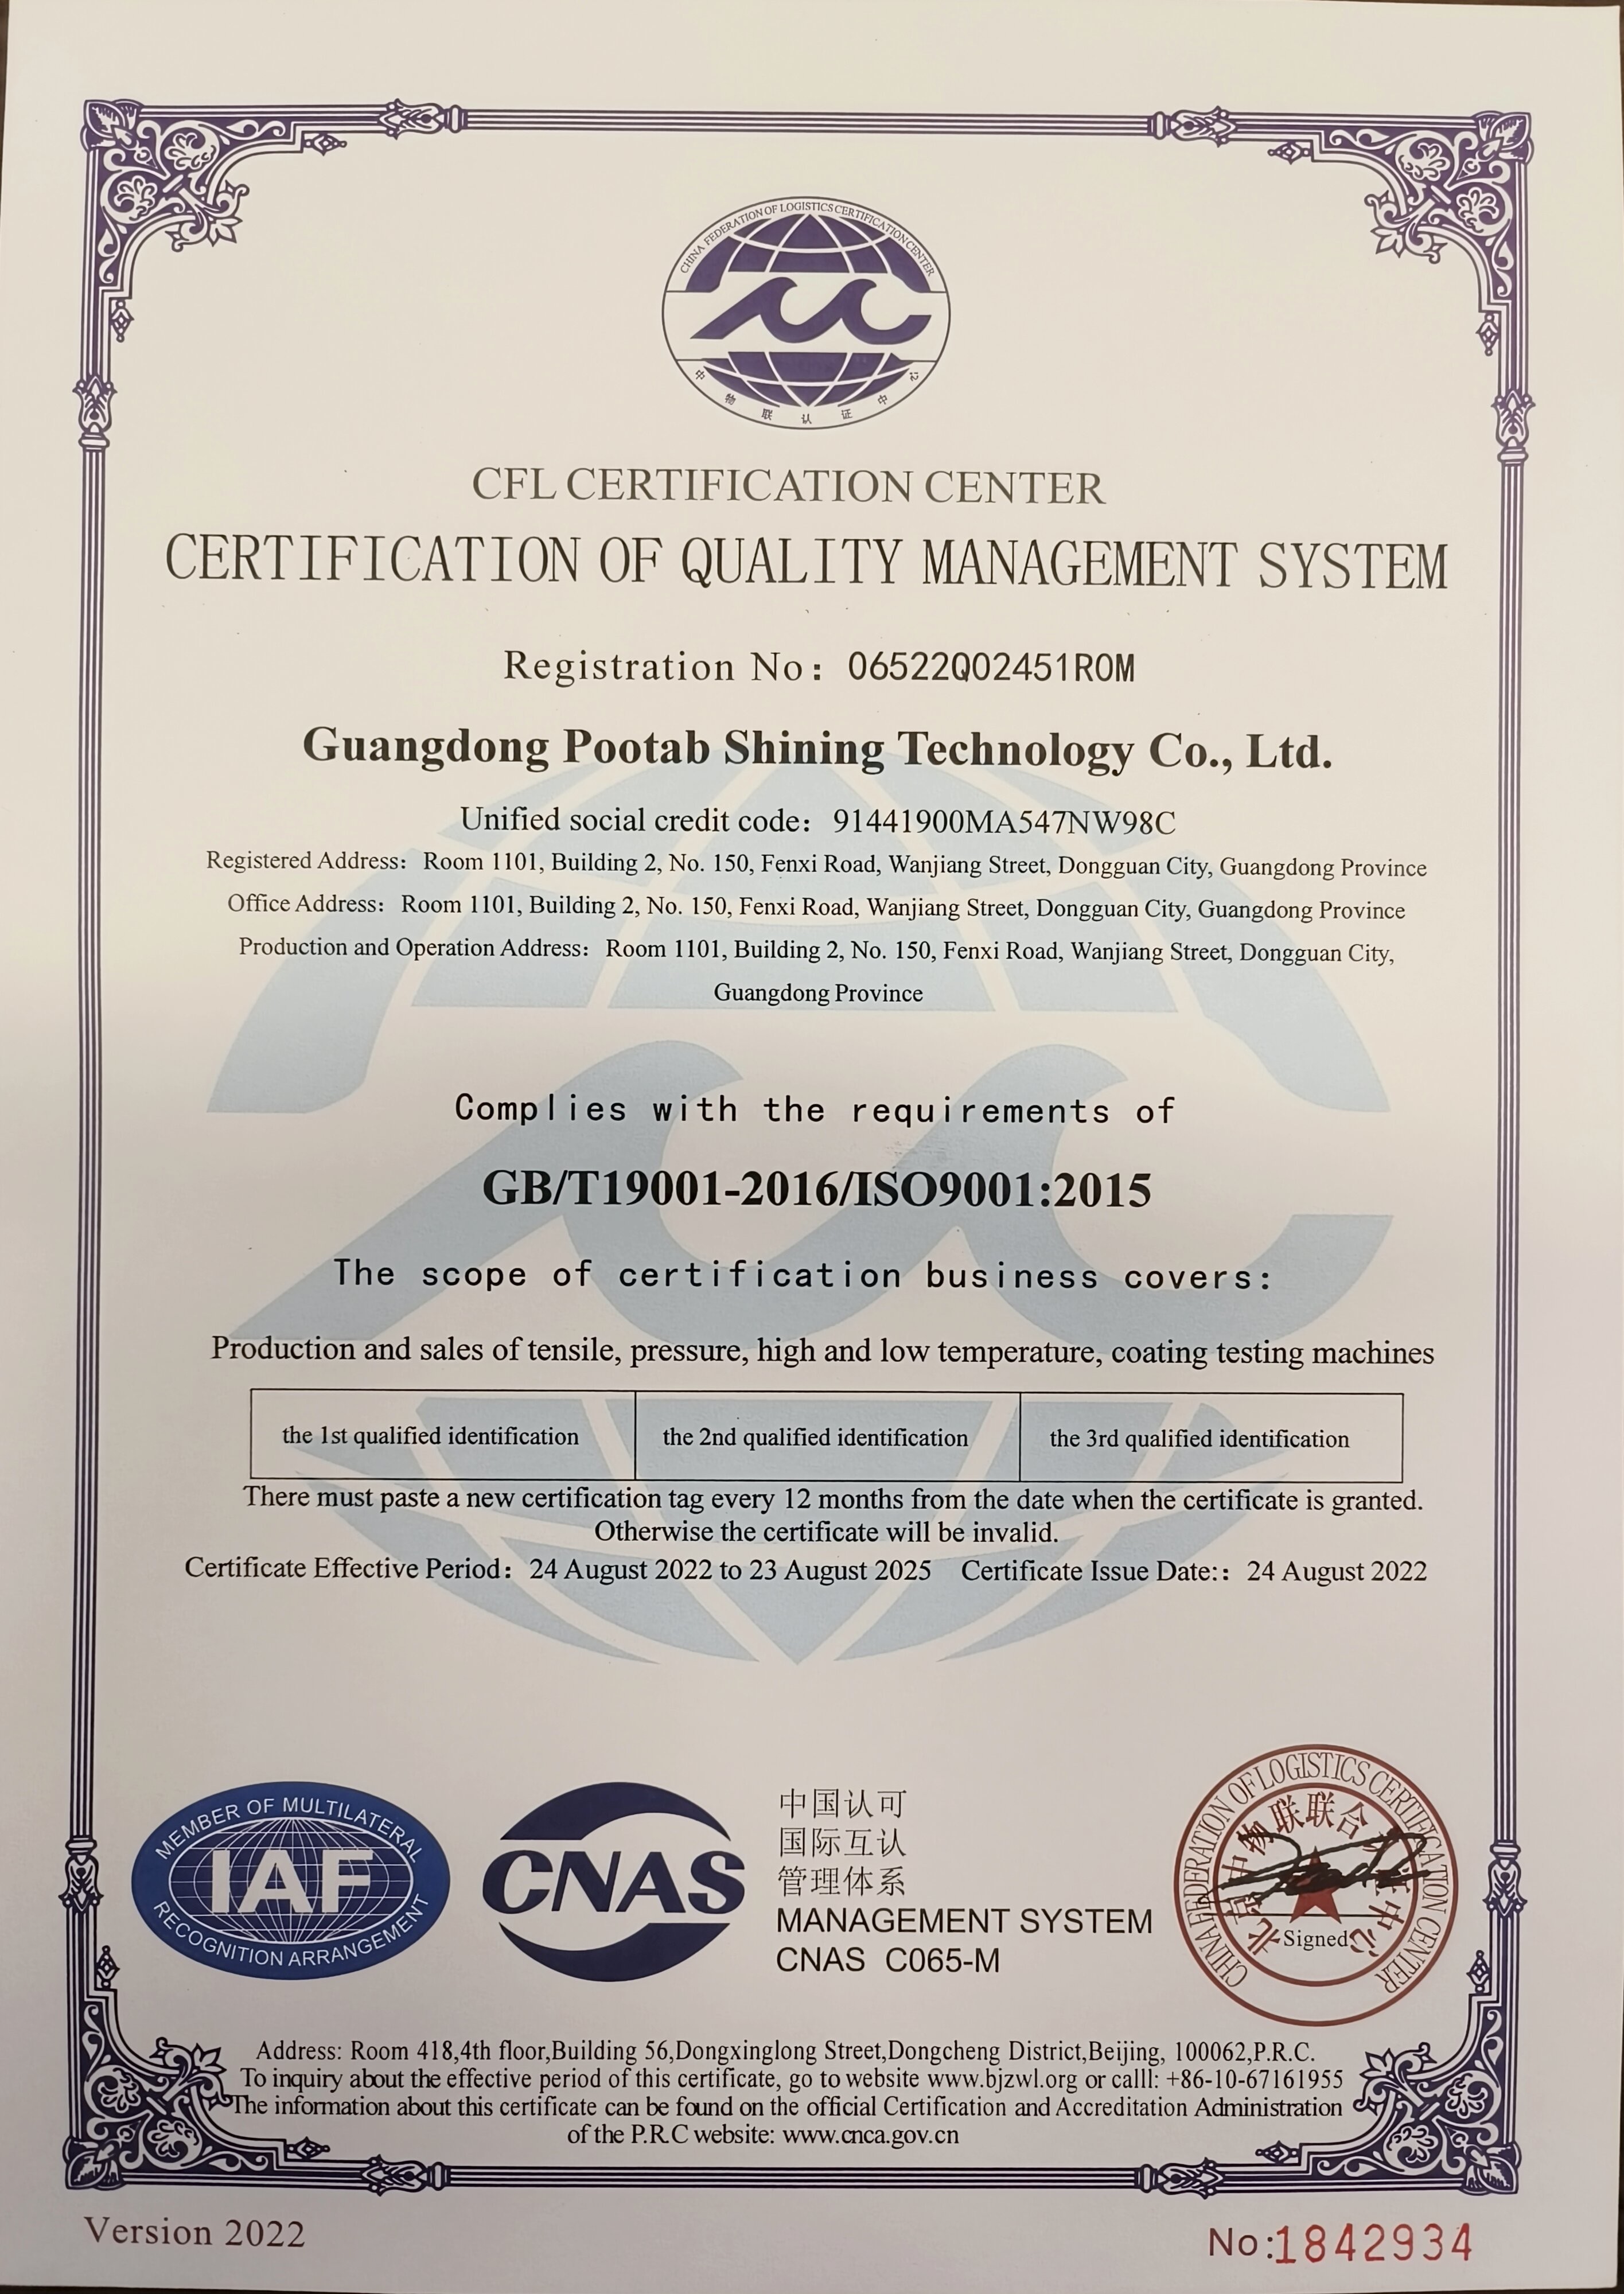 CHINA FEDERATION OF LOGISTICS CERTIFICATION CENTER
中物联认证中心
CFL CERTIFICATION CENTER
CERTIFICATION OF QUALITY MANAGEMENT SYSTEM
Registration No：06522Q02451ROM
Guangdong Pootab Shining Technology Co., Ltd.
Unified social credit code：91441900MA547NW98C
Registered Address：Room 1101, Building 2, No. 150, Fenxi Road, Wanjiang Street, Dongguan City, Guangdong Province
Office Address：Room 1101, Building 2, No. 150, Fenxi Road, Wanjiang Street, Dongguan City, Guangdong Province
Production and Operation Address：Room 1101, Building 2, No. 150, Fenxi Road, Wanjiang Street, Dongguan City,
Guangdong Province
Complies with the requirements of
GB/T19001-2016/ISO9001:2015
The scope of certification business covers:
Production and sales of tensile, pressure, high and low temperature, coating testing machines
the 1st qualified identification the 2nd qualified identification the 3rd qualified identification
There must paste a new certification tag every 12 months from the date when the certificate is granted.
Otherwise the certificate will be invalid.
Certificate Effective Period：24 August 2022 to 23 August 2025 Certificate Issue Date:：24 August 2022
MEMBER OF MULTILATERAL
IAF
RECOGNITION ARRANGEMENT
CNAS
中国认可
国际互认
管理体系
MANAGEMENT SYSTEM
CNAS C065-M
CHINA FEDERATION OF LOGISTICS CERTIFICATION CENTER
北京中物联联合 证中心
Signed
Address: Room 418,4th floor,Building 56,Dongxinglong Street,Dongcheng District,Beijing, 100062,P.R.C.
To inquiry about the effective period of this certificate, go to website www.bjzwl.org or calll: +86-10-67161955
The information about this certificate can be found on the official Certification and Accreditation Administration
of the P.R.C website: www.cnca.gov.cn
Version 2022
No:1842934